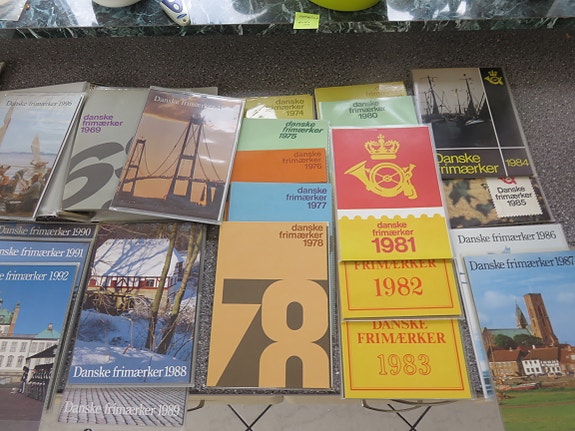 Danske frimærker 1996
danske
frimærker
1969
Danske frimærker
danske
frimærker
1974
danske
frimærker
1975
danske
frimærker
1976
danske
frimærker
1977
danske
frimærker
1978
78
danske
frimærker
1980
danske
frimærker
1981
DANSKE
FRIMÆRKER
1982
DANSKE
FRIMÆRKER
1983
Danske
frimærker 1984
Danske
frimærker
1985
Danske frimærker 1986
Danske frimærker 1987
Danske frimærker 1988
Danske frimærker 1989
Danske frimærker 1990
Danske frimærker 1991
Danske frimærker 1992